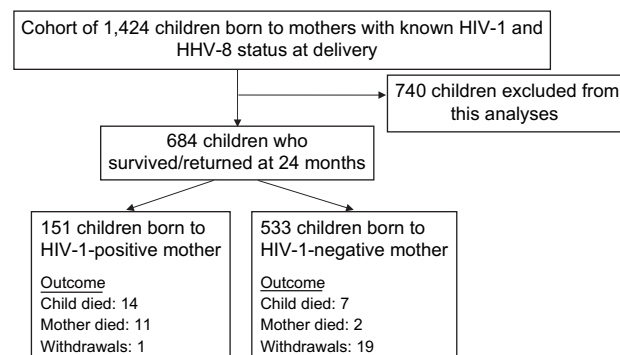 Cohort of 1,424 children born to mothers with known HIV-1 and
HHV-8 status at delivery
740 children excluded from
this analyses
684 children who
survived/returned at 24 months
151 children born to
HIV-1-positive mother
Outcome
Child died: 14
Mother died: 11
Withdrawals: 1
533 children born to
HIV-1-negative mother
Outcome
Child died: 7
Mother died: 2
Withdrawals: 19